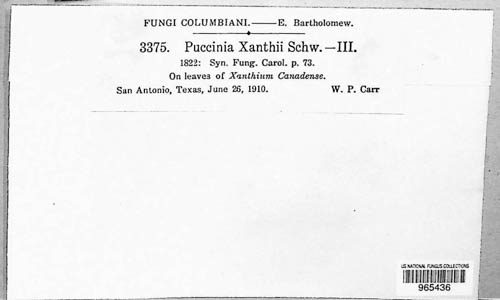 FUNGI COLUMBIANI.——E. Bartholomew.
3375. Puccinia Xanthii Schw.—III.
1822: Syn. Fung. Carol. p. 73.
On leaves of Xanthium Canadense.
San Antonio, Texas, June 26, 1910. W. P. Carr
US NATIONAL FUNGUS COLLECTIONS
965436